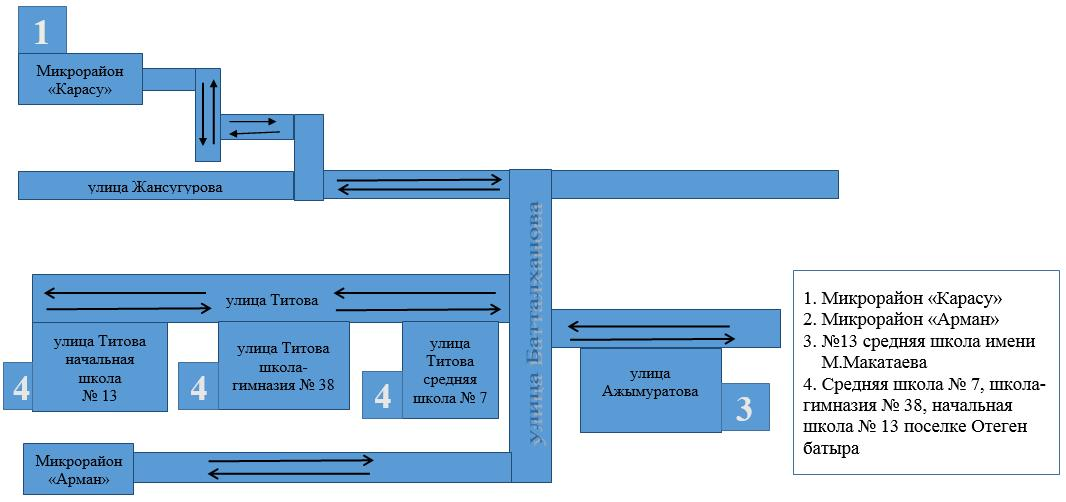 1
Микрорайон
«Карасу»
улица Жансугурова
улица Батталханова
улица Титова
улица Титова
начальная
школа
№ 13
4
улица Титова
школа-
гимназия № 38
4
улица
Титова
средняя
школа № 7
4
улица
Ажымуратова
3
Микрорайон
«Арман»
1. Микрорайон «Карасу»
2. Микрорайон «Арман»
3. №13 средняя школа имени
М.Макатаева
4. Средняя школа № 7, школа-
гимназия № 38, начальная
школа № 13 поселке Отеген
батыра